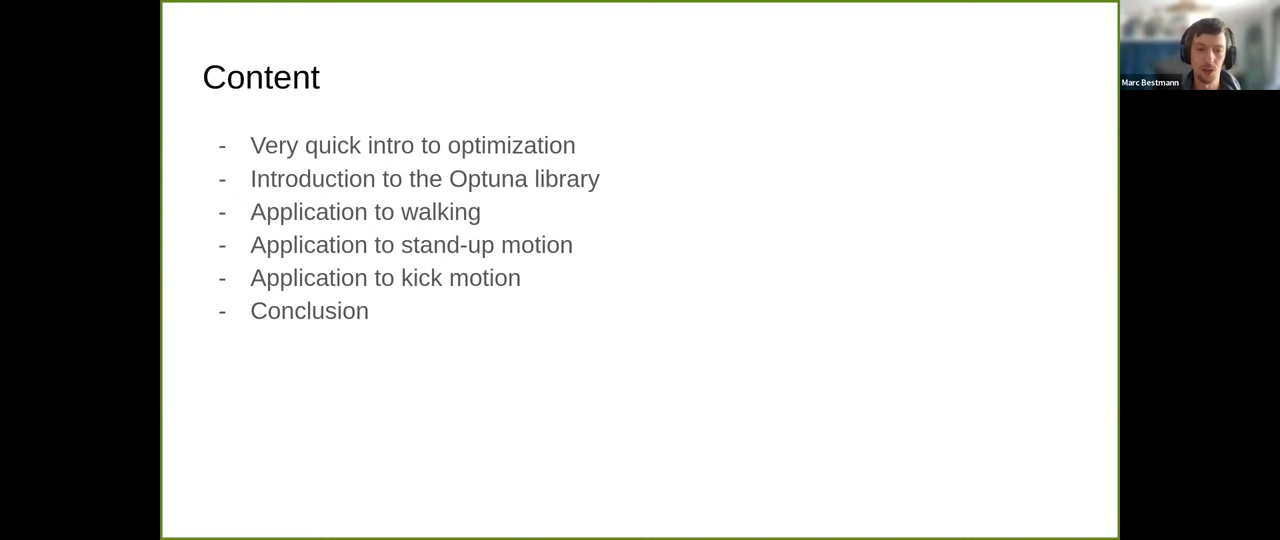 Content
- Very quick intro to optimization
- Introduction to the Optuna library
- Application to walking
- Application to stand-up motion
- Application to kick motion
- Conclusion
Marc Bestmann